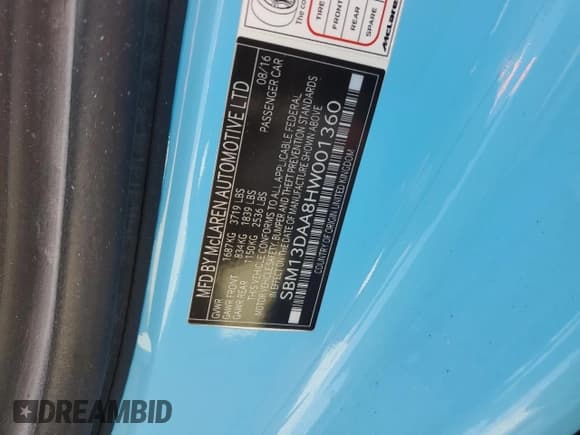 The co
TIRE
FRONT
REAR
SPARE
McLaren
MFD BY McLAREN AUTOMOTIVE LTD
08/16
GVWR 1687KG 3719 LBS PASSENGER CAR
GAWR FRONT 834KG 1839 LBS
GAWR REAR 1150KG 2536 LBS
THIS VEHICLE CONFORMS TO ALL APPLICABLE FEDERAL
MOTOR VEHICLE SAFETY, BUMPER AND THEFT PREVENTION STANDARDS
IN EFFECT ON THE DATE OF MANUFACTURE SHOWN ABOVE
SBM13DAA8HW001360
COUNTRY OF ORIGIN UNITED KINGDOM
DREAMBID